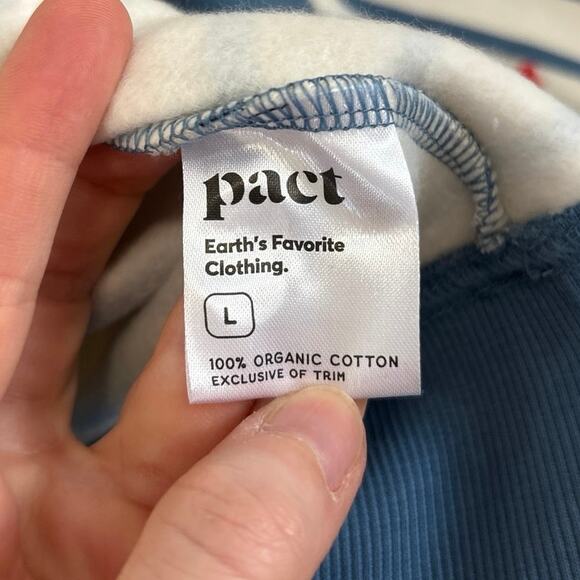 pact
Earth's Favorite
Clothing.
L
100% ORGANIC COTTON
EXCLUSIVE OF TRIM